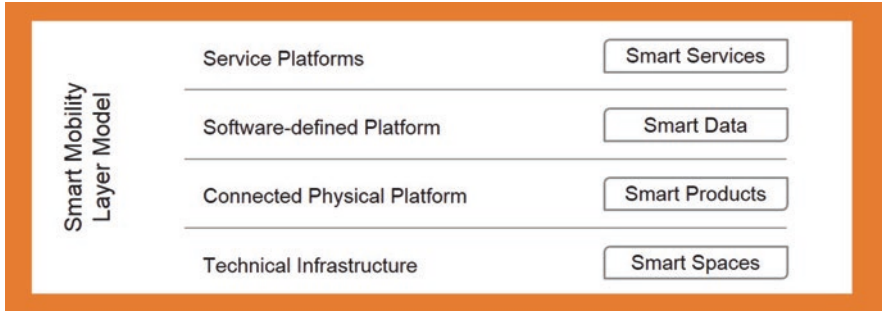 Smart Mobility
Layer Model
Service Platforms
Smart Services
Software-defined Platform
Smart Data
Connected Physical Platform
Smart Products
Technical Infrastructure
Smart Spaces